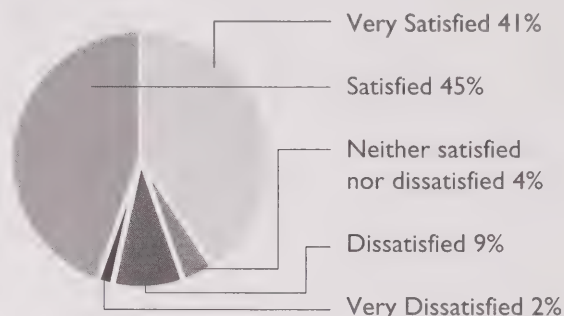 Very Satisfied 41%
Satisfied 45%
Neither satisfied
nor dissatisfied 4%
Dissatisfied 9%
Very Dissatisfied 2%